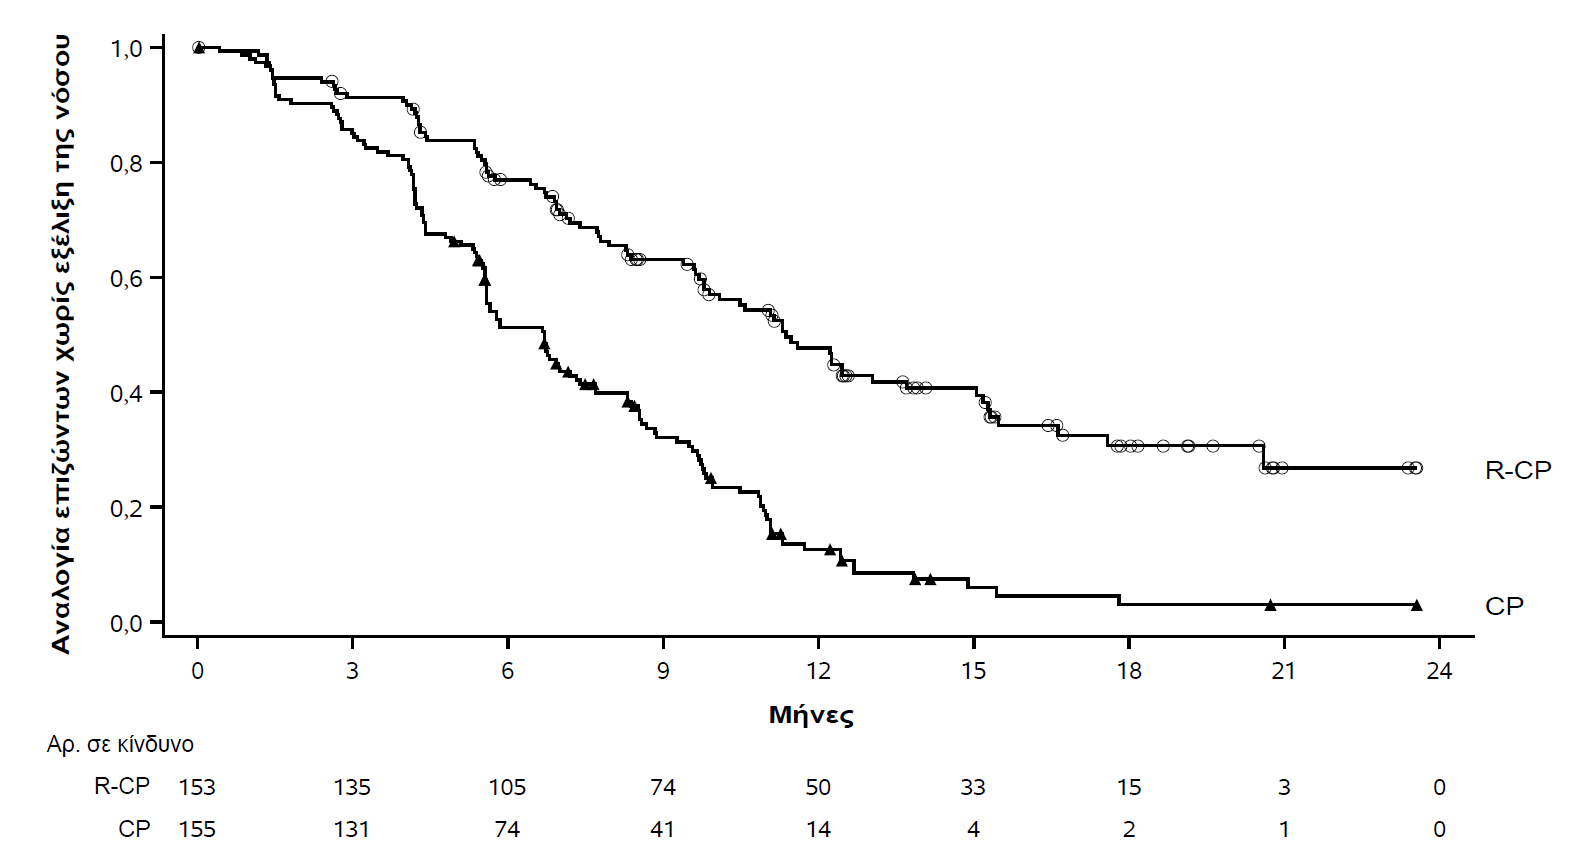 Αναλογία επιζώντων χωρίς εξέλιξη της νόσου
1,0
0,8
0,6
0,4
0,2
0,0
R-CP
CP
0 3 6 9 12 15 18 21 24
Μήνες
Αρ. σε κίνδυνο
R-CP 153 135 105 74 50 33 15 3 0
CP 155 131 74 41 14 4 2 1 0